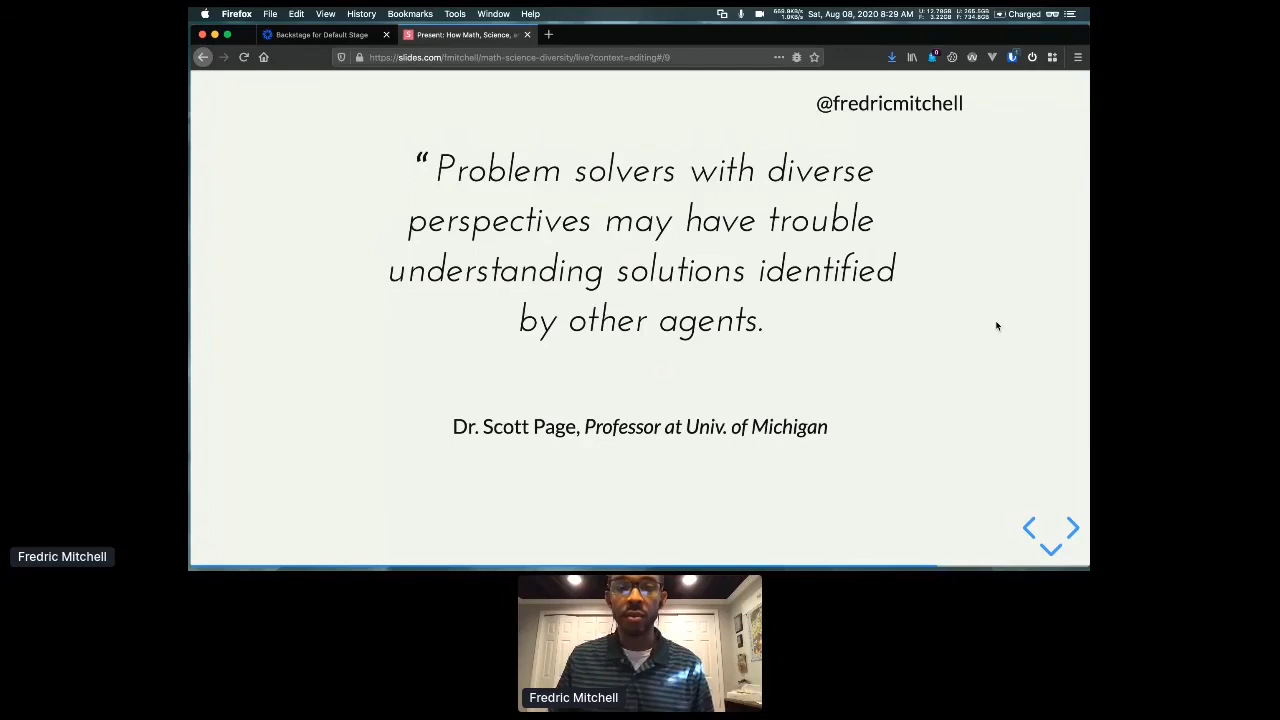 Firefox File Edit View History Bookmarks Tools Window Help
Sat, Aug 08, 2020 8:29 AM
Charged
Backstage for Default Stage
Present: How Math, Science, a
https://slides.com/fmitchell/math-science-diversity/live?context=editing#/9
@fredricmitchell
“ Problem solvers with diverse
perspectives may have trouble
understanding solutions identified
by other agents.
Dr. Scott Page, Professor at Univ. of Michigan
Fredric Mitchell
Fredric Mitchell